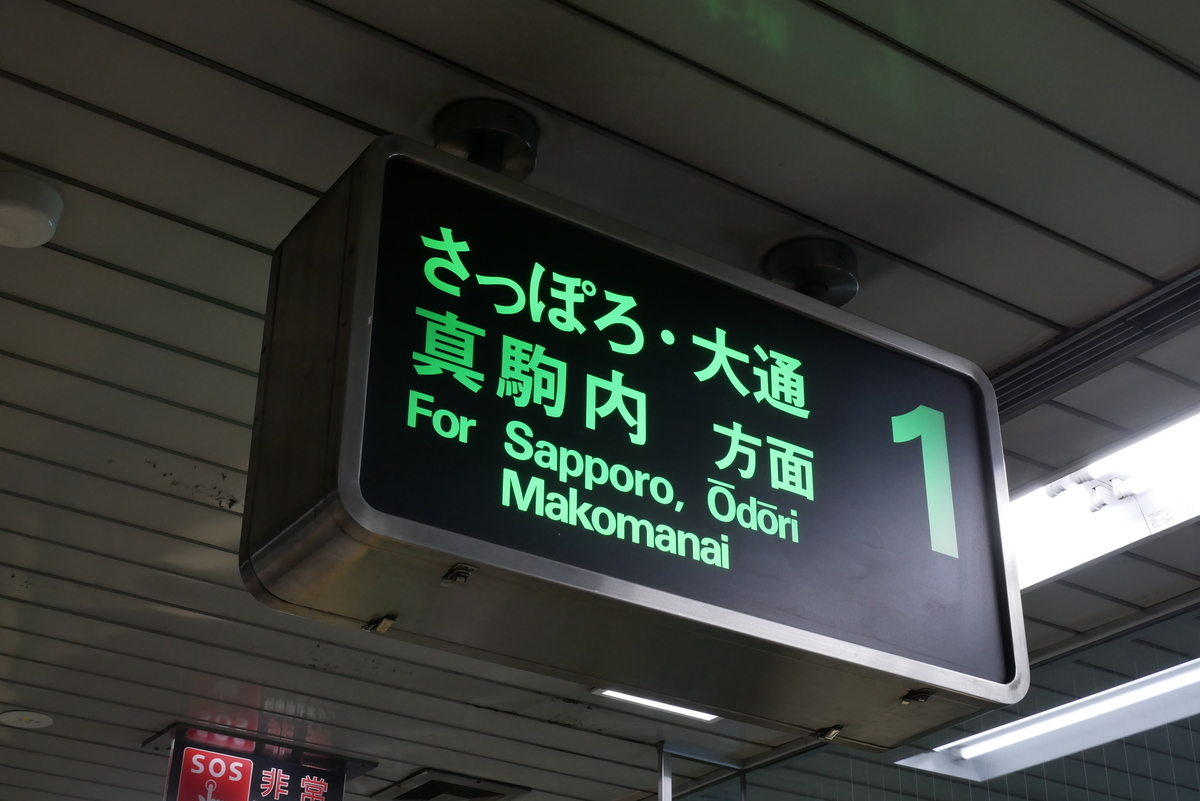 さっぽろ・大通
真駒内 方面
For Sapporo, Ōdōri
Makomanai
1
SOS
非常